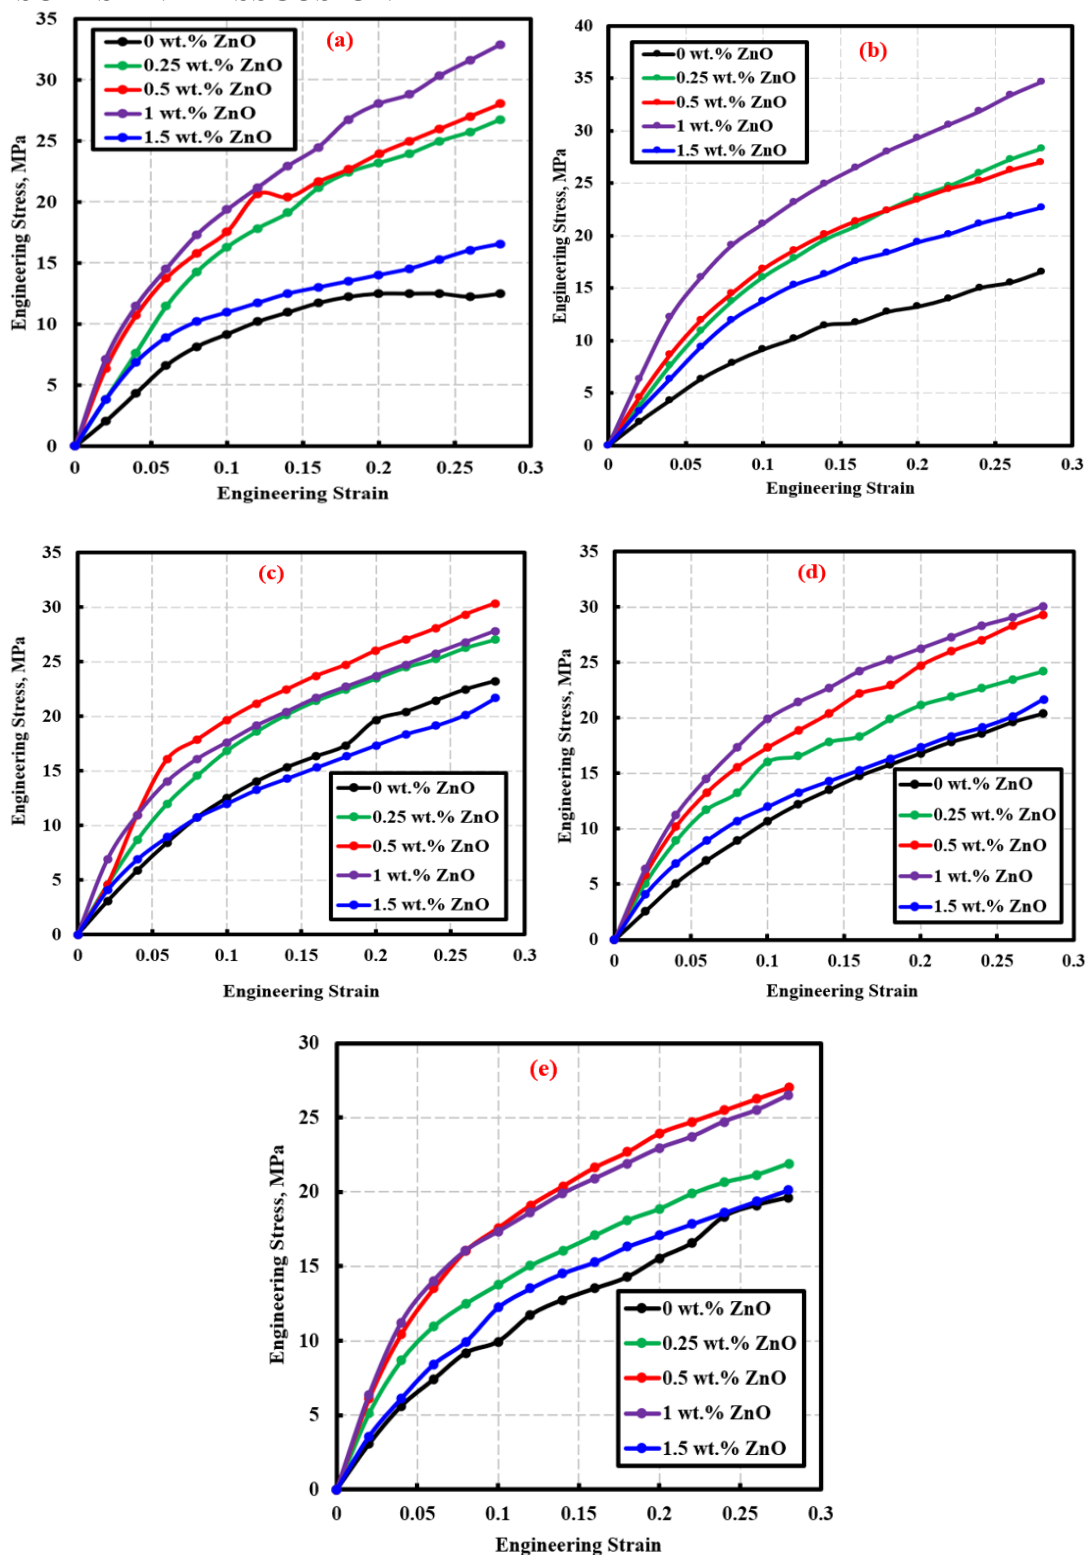 35
30
25
20
15
10
5
0
Engineering Stress, MPa
0 wt.% ZnO
0.25 wt.% ZnO
0.5 wt.% ZnO
1 wt.% ZnO
1.5 wt.% ZnO
(a)
0 0.05 0.1 0.15 0.2 0.25 0.3
Engineering Strain
40
35
30
25
20
15
10
5
0
Engineering Stress, MPa
0 wt.% ZnO
0.25 wt.% ZnO
0.5 wt.% ZnO
1 wt.% ZnO
1.5 wt.% ZnO
(b)
0 0.05 0.1 0.15 0.2 0.25 0.3
Engineering Strain
35
30
25
20
15
10
5
0
Engineering Stress, MPa
(c)
0 wt.% ZnO
0.25 wt.% ZnO
0.5 wt.% ZnO
1 wt.% ZnO
1.5 wt.% ZnO
0 0.05 0.1 0.15 0.2 0.25 0.3
Engineering Strain
35
30
25
20
15
10
5
0
Engineering Stress, MPa
(d)
0 wt.% ZnO
0.25 wt.% ZnO
0.5 wt.% ZnO
1 wt.% ZnO
1.5 wt.% ZnO
0 0.05 0.1 0.15 0.2 0.25 0.3
Engineering Strain
30
25
20
15
10
5
0
Engineering Stress, MPa
(e)
0 wt.% ZnO
0.25 wt.% ZnO
0.5 wt.% ZnO
1 wt.% ZnO
1.5 wt.% ZnO
0 0.05 0.1 0.15 0.2 0.25 0.3
Engineering Strain